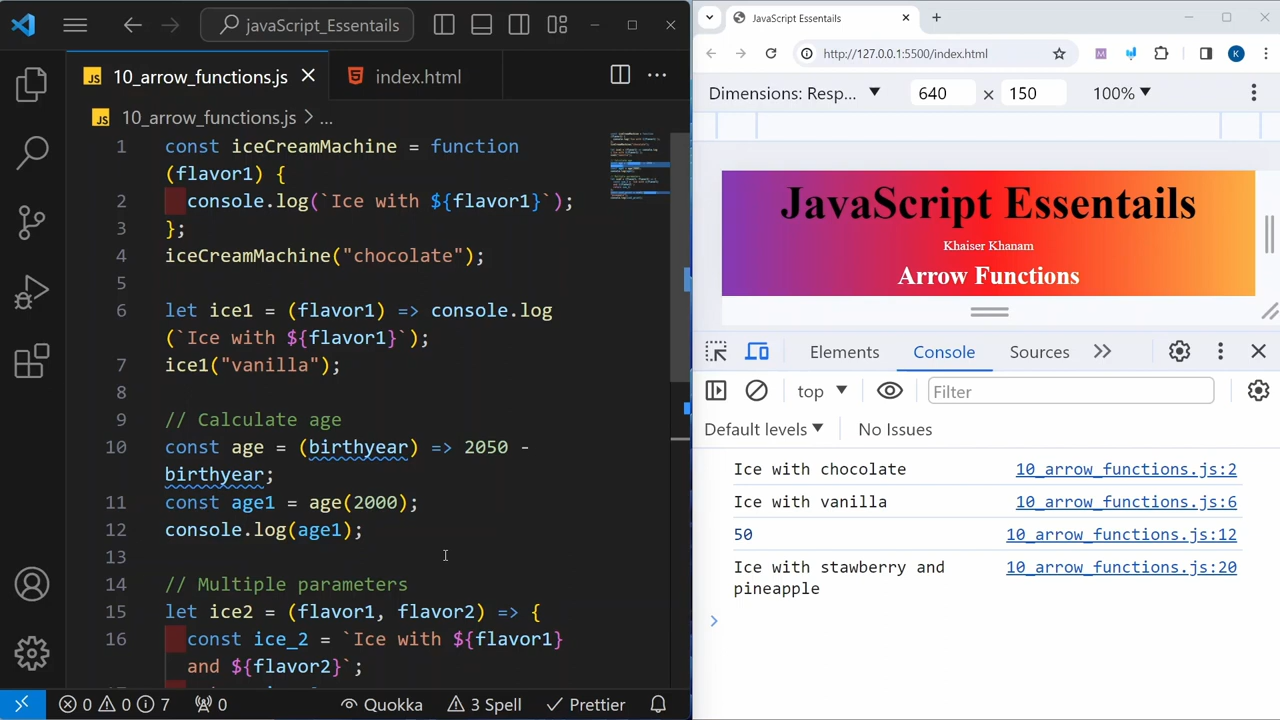 javaScript_Essentails
10_arrow_functions.js
index.html
10_arrow_functions.js > ...
1 const iceCreamMachine = function
(flavor1) {
2 console.log(`Ice with ${flavor1}`);
3 };
4 iceCreamMachine("chocolate");
5
6 let ice1 = (flavor1) => console.log
(`Ice with ${flavor1}`);
7 ice1("vanilla");
8
9 // Calculate age
10 const age = (birthyear) => 2050 -
birthyear;
11 const age1 = age(2000);
12 console.log(age1);
13
14 // Multiple parameters
15 let ice2 = (flavor1, flavor2) => {
16 const ice_2 = `Ice with ${flavor1}
and ${flavor2}`;
0 0 7 0 Quokka 3 Spell Prettier
JavaScript Essentails
http://127.0.0.1:5500/index.html
K
Dimensions: Resp... 640 × 150 100%
JavaScript Essentails
Khaiser Khanam
Arrow Functions
Elements Console Sources
top Filter
Default levels No Issues
Ice with chocolate 10_arrow_functions.js:2
Ice with vanilla 10_arrow_functions.js:6
50 10_arrow_functions.js:12
Ice with stawberry and 10_arrow_functions.js:20
pineapple